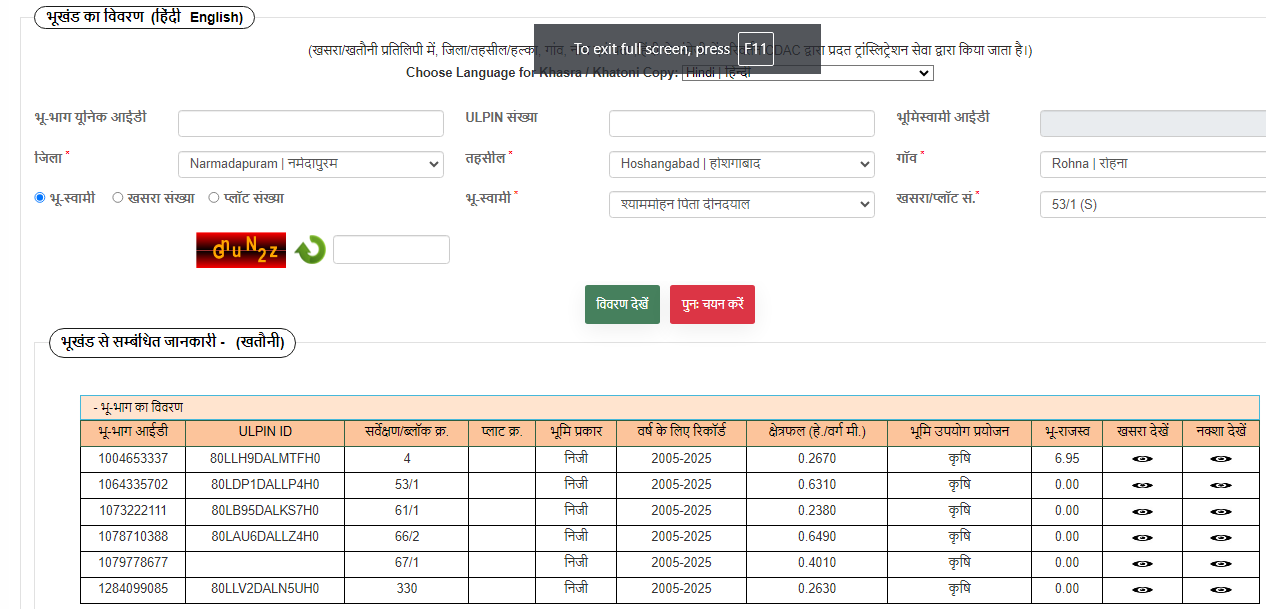 भूखंड का विवरण (हिंदी English)
To exit full screen, press F11
(खसरा/खतौनी प्रतिलिपि में, जिला/तहसील/हल्का, गांव, CDAC द्वारा प्रदत ट्रांस्लिट्रेशन सेवा द्वारा किया जाता है।)
Choose Language for Khasra / Khatoni Copy: Hindi | हिन्दी
भू-भाग यूनिक आईडी ULPIN संख्या भूमिस्वामी आईडी
जिला * Narmadapuram | नर्मदापुरम तहसील * Hoshangabad | होशंगाबाद गाँव * Rohna | रोहना
भू-स्वामी खसरा संख्या प्लॉट संख्या भू-स्वामी * श्याममोहन पिता दीनदयाल खसरा/प्लॉट सं.* 53/1 (S)
GnuN2z
विवरण देखें पुनः चयन करें
भूखंड से सम्बंधित जानकारी - (खतौनी)
- भू-भाग का विवरण
भू-भाग आईडी ULPIN ID सर्वेक्षण/ब्लॉक क्र. प्लाट क्र. भूमि प्रकार वर्ष के लिए रिकॉर्ड क्षेत्रफल (हे./वर्ग मी.) भूमि उपयोग प्रयोजन भू-राजस्व खसरा देखें नक्शा देखें
1004653337 80LLH9DALMTFH0 4 निजी 2005-2025 0.2670 कृषि 6.95
1064335702 80LDP1DALLP4H0 53/1 निजी 2005-2025 0.6310 कृषि 0.00
1073222111 80LB95DALKS7H0 61/1 निजी 2005-2025 0.2380 कृषि 0.00
1078710388 80LAU6DALLZ4H0 66/2 निजी 2005-2025 0.6490 कृषि 0.00
1079778677 67/1 निजी 2005-2025 0.4010 कृषि 0.00
1284099085 80LLV2DALN5UH0 330 निजी 2005-2025 0.2630 कृषि 0.00